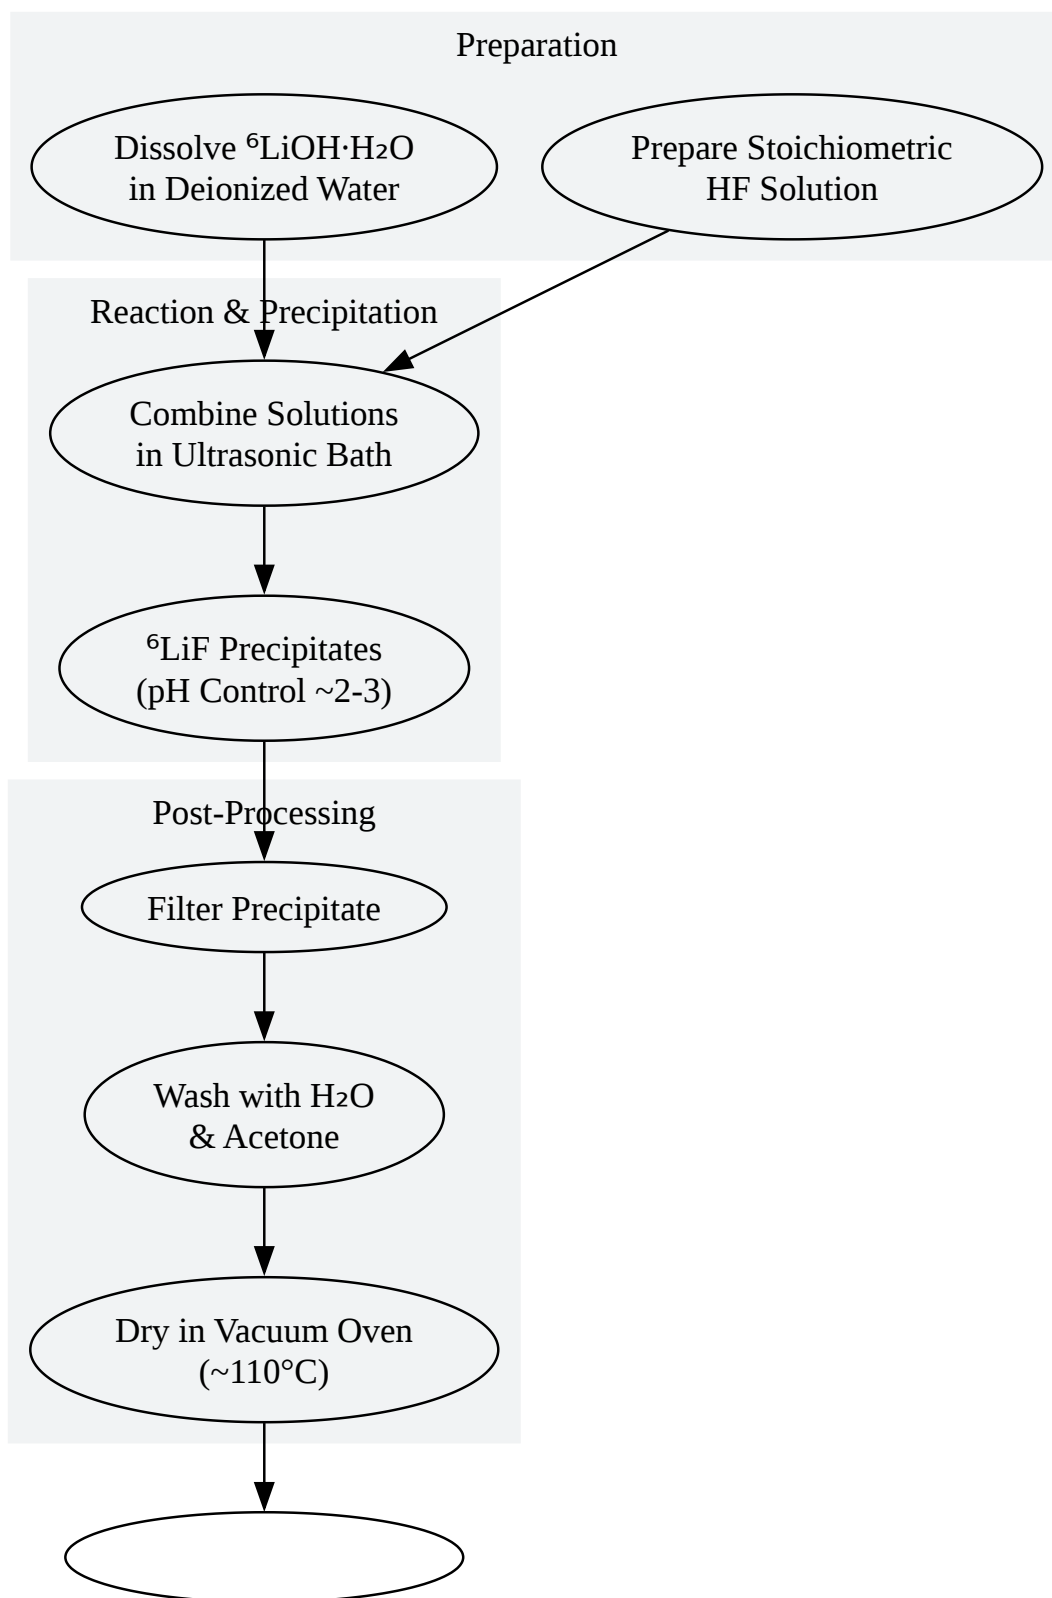 Preparation
Dissolve ⁶LiOH·H₂O
in Deionized Water
Prepare Stoichiometric
HF Solution
Reaction & Precipitation
Combine Solutions
in Ultrasonic Bath
⁶LiF Precipitates
(pH Control ~2-3)
Post-Processing
Filter Precipitate
Wash with H₂O
& Acetone
Dry in Vacuum Oven
(~110°C)